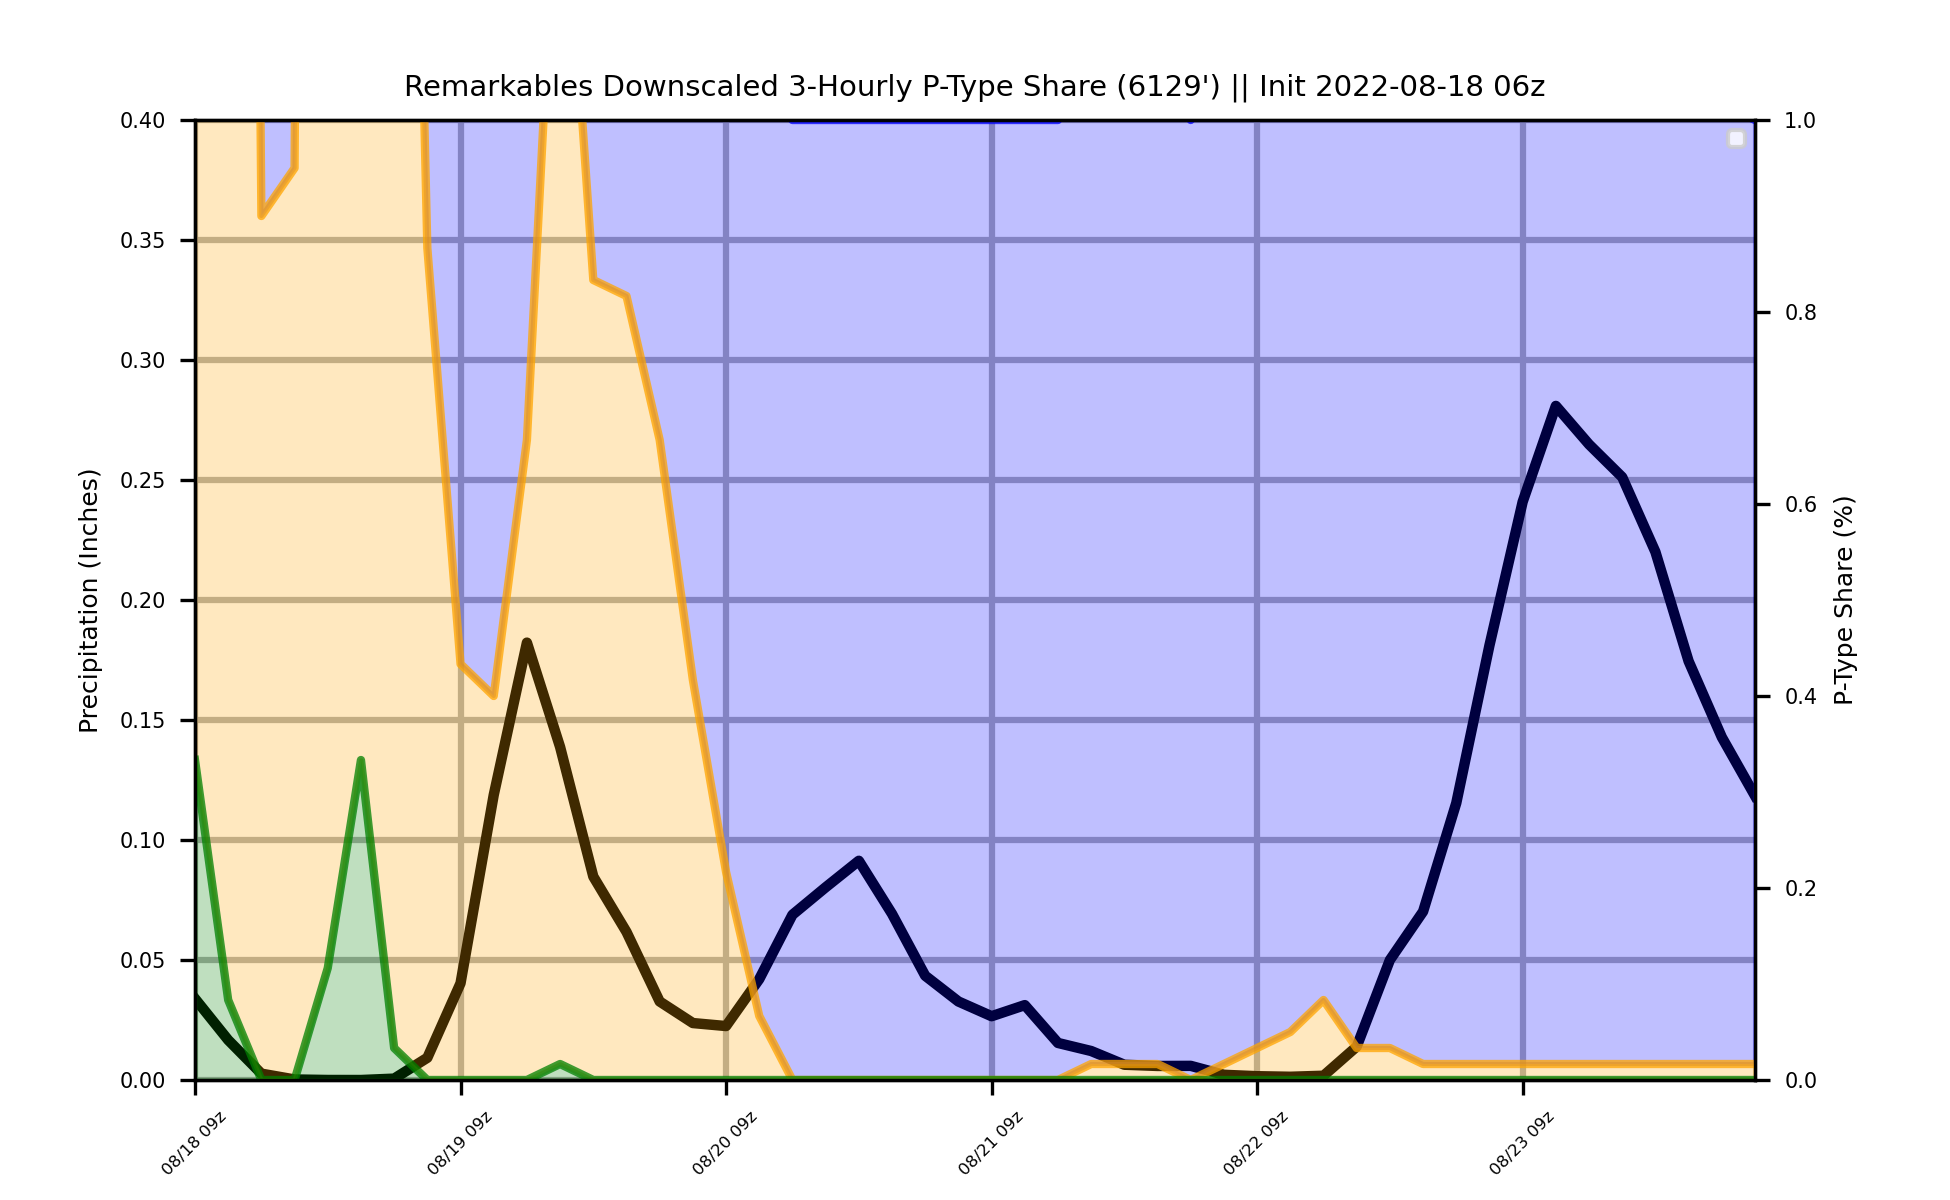 Remarkables Downscaled 3-Hourly P-Type Share (6129') || Init 2022-08-18 06z
Precipitation (Inches)
0.40
0.35
0.30
0.25
0.20
0.15
0.10
0.05
0.00
1.0
0.8
0.6
0.4
0.2
0.0
P-Type Share (%)
08/18 09z
08/19 09z
08/20 09z
08/21 09z
08/22 09z
08/23 09z